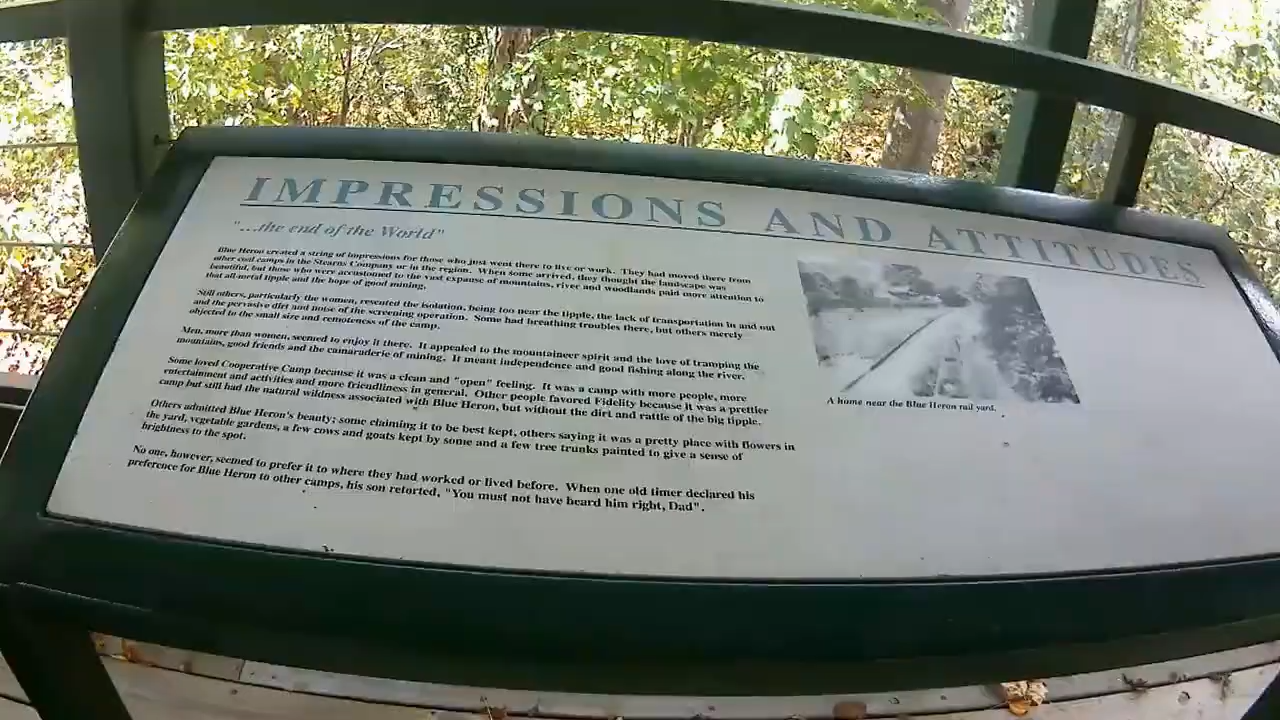 IMPRESSIONS AND ATTITUDES
"...the end of the World"
Blue Heron created a string of impressions for those who just went there to live or work. They had moved there from
other coal camps in the Stearns Company or in the region. When some arrived, they thought the landscape was
beautiful, but those who were accustomed to the vast expanse of mountains, river and woodlands paid more attention to
that all-metal tipple and the hope of good mining.
Still others, particularly the women, resented the isolation, being too near the tipple, the lack of transportation in and out
and the pervasive dirt and noise of the screening operation. Some had breathing troubles there, but others merely
objected to the small size and remoteness of the camp.
Men, more than women, seemed to enjoy it there. It appealed to the mountaineer spirit and the love of tramping the
mountains, good friends and the camaraderie of mining. It meant independence and good fishing along the river.
Some loved Cooperative Camp because it was a clean and "open" feeling. It was a camp with more people, more
entertainment and activities and more friendliness in general. Other people favored Fidelity because it was a prettier
camp but still had the natural wildness associated with Blue Heron, but without the dirt and rattle of the big tipple.
Others admitted Blue Heron's beauty; some claiming it to be best kept, others saying it was a pretty place with flowers in
the yard, vegetable gardens, a few cows and goats kept by some and a few tree trunks painted to give a sense of
brightness to the spot.
No one, however, seemed to prefer it to where they had worked or lived before. When one old timer declared his
preference for Blue Heron to other camps, his son retorted, "You must not have heard him right, Dad".
A home near the Blue Heron rail yard.